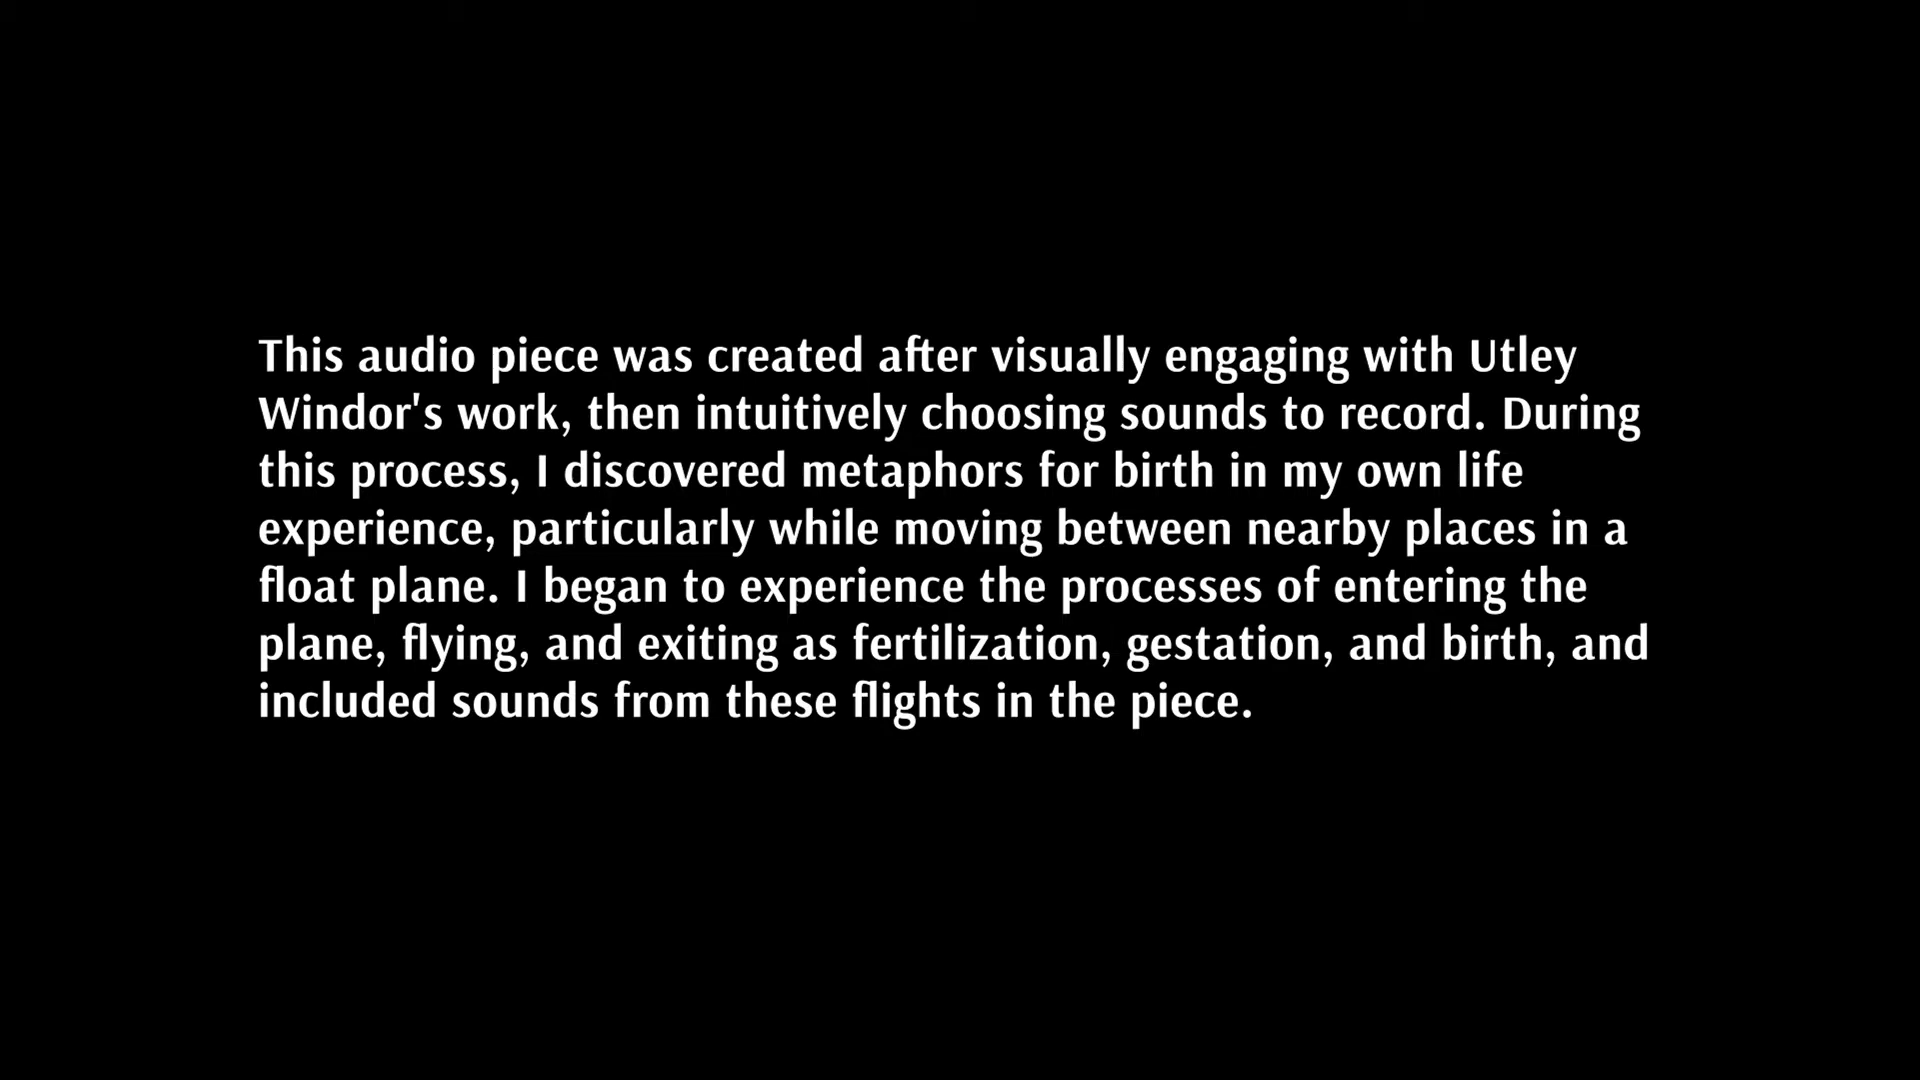 This audio piece was created after visually engaging with Utley
Windor's work, then intuitively choosing sounds to record. During
this process, I discovered metaphors for birth in my own life
experience, particularly while moving between nearby places in a
float plane. I began to experience the processes of entering the
plane, flying, and exiting as fertilization, gestation, and birth, and
included sounds from these flights in the piece.